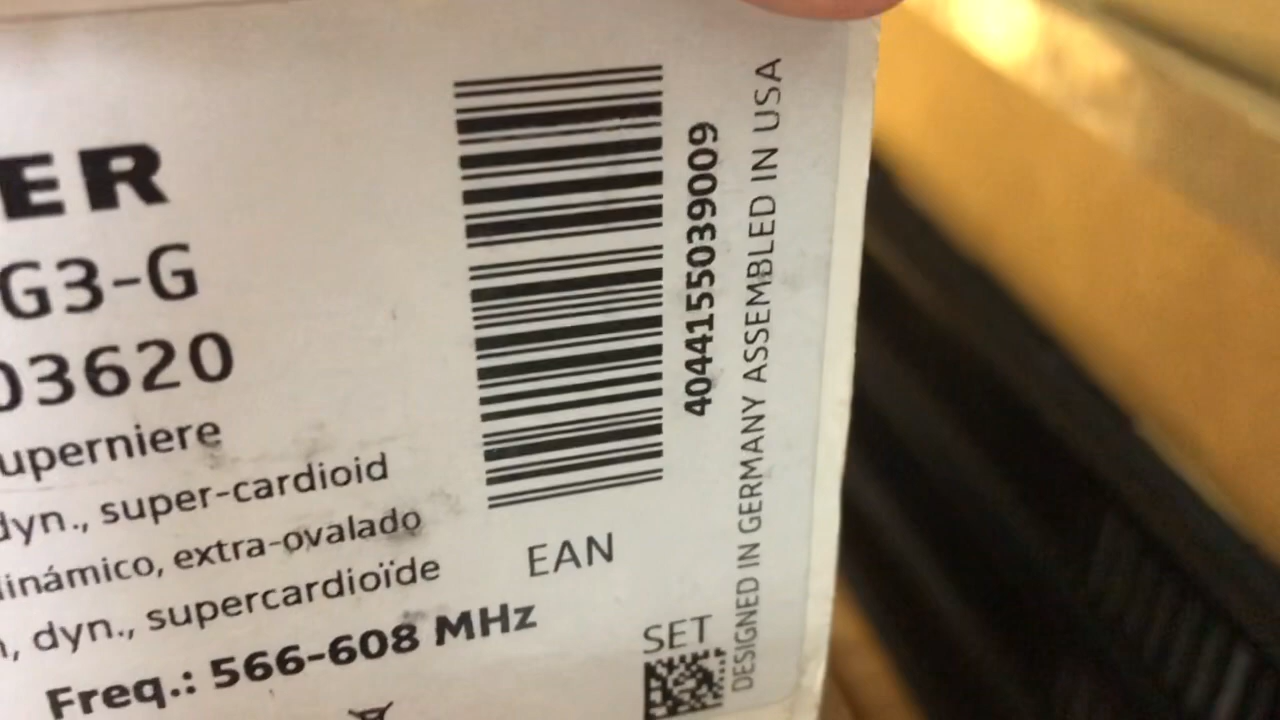 ER
G3-G
03620
uperniere
dyn., super-cardioid
inámico, extra-ovalado
, dyn., supercardioïde
Freq.: 566-608 MHz
EAN
4044155039009
SET
DESIGNED IN GERMANY ASSEMBLED IN USA